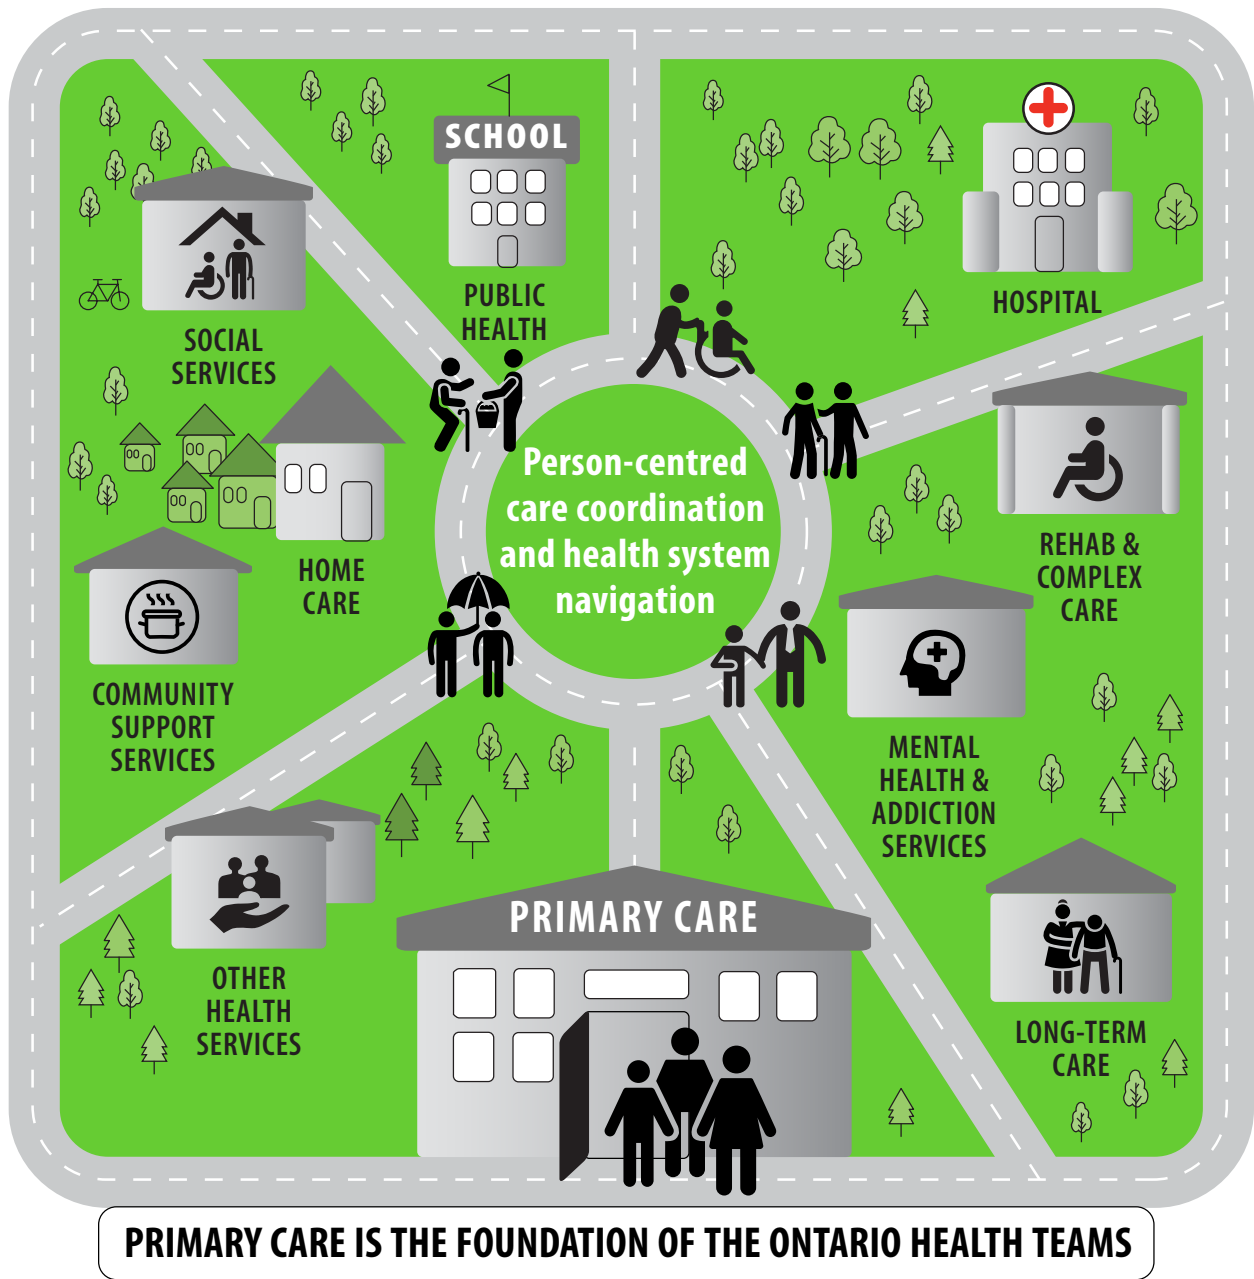 SCHOOL
PUBLIC
HEALTH
HOSPITAL
SOCIAL
SERVICES
Person-centred
care coordination
and health system
navigation
HOME
CARE
REHAB &
COMPLEX
CARE
COMMUNITY
SUPPORT
SERVICES
MENTAL
HEALTH &
ADDICTION
SERVICES
OTHER
HEALTH
SERVICES
PRIMARY CARE
LONG-TERM
CARE
PRIMARY CARE IS THE FOUNDATION OF THE ONTARIO HEALTH TEAMS